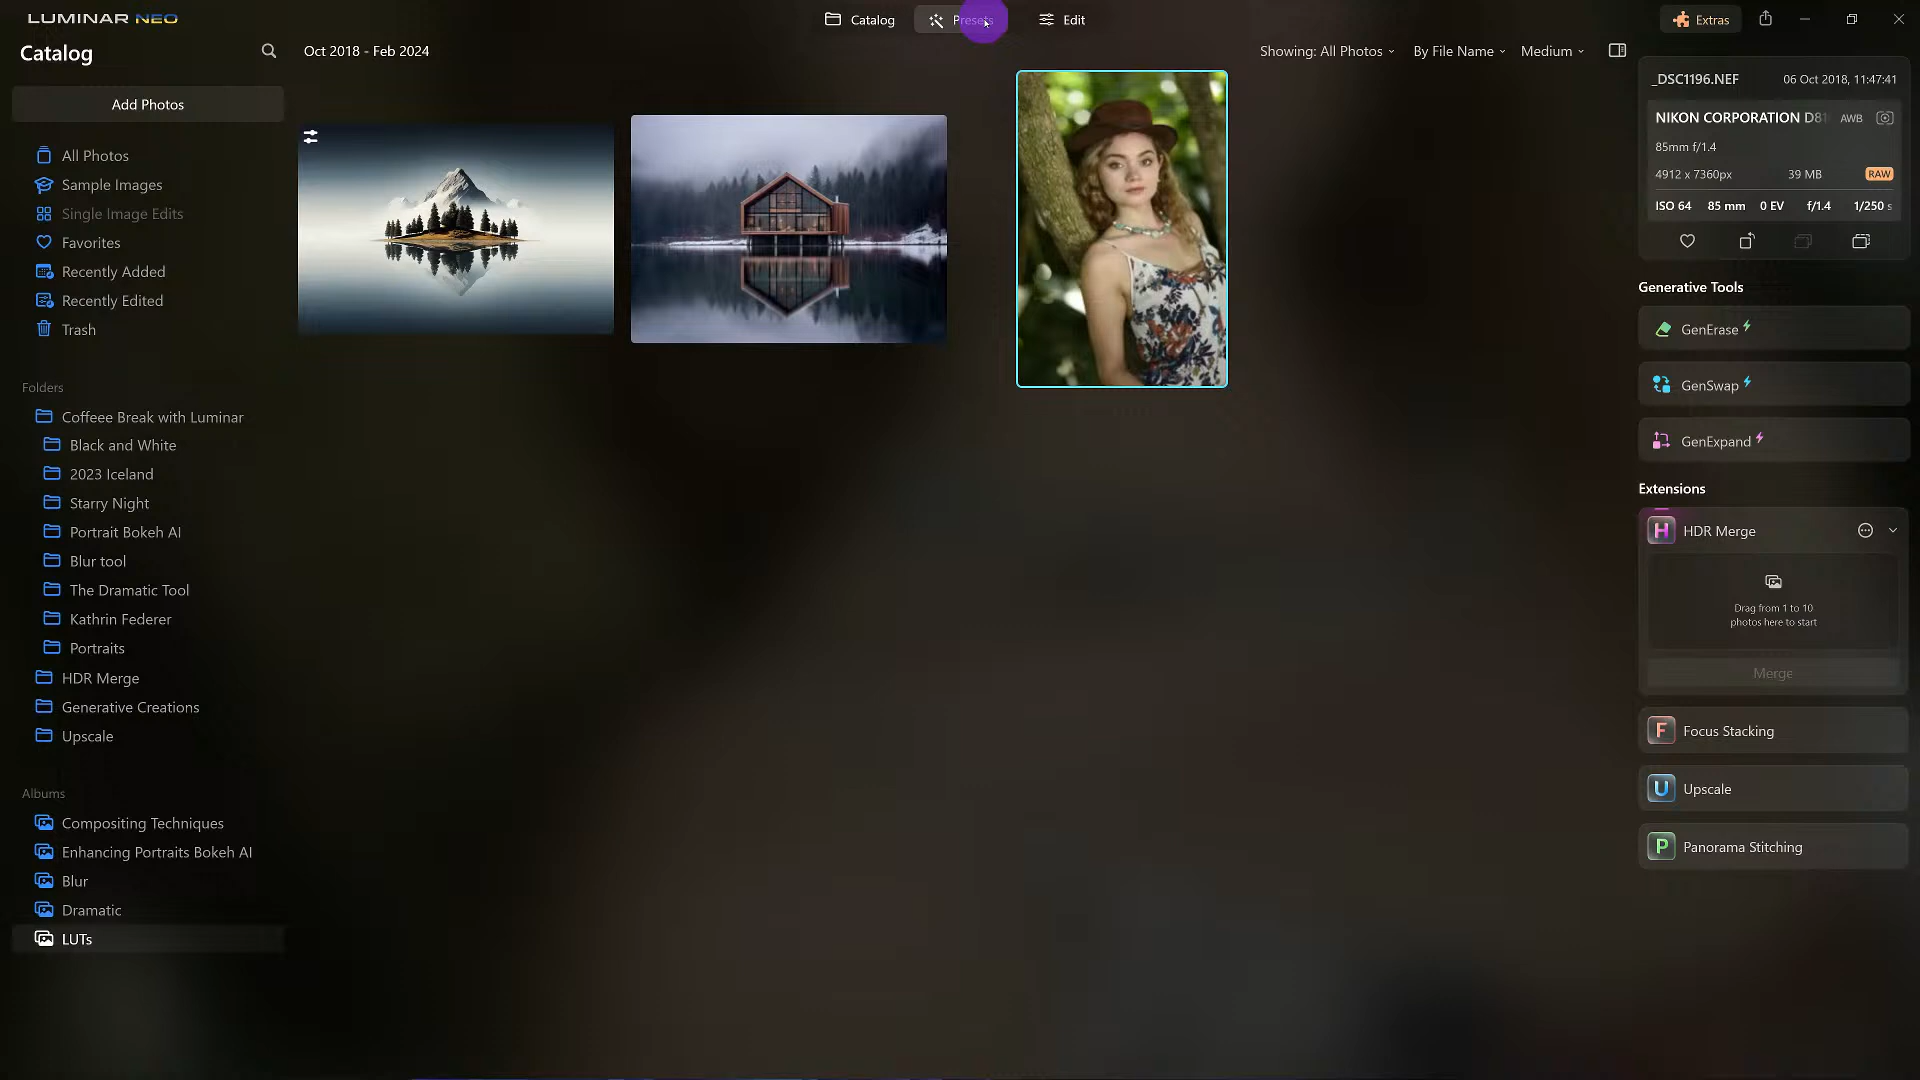 LUMINAR NEO
Catalog
Presets
Edit
Extras
Catalog
Oct 2018 - Feb 2024
Showing: All Photos
By File Name
Medium
Add Photos
All Photos
Sample Images
Single Image Edits
Favorites
Recently Added
Recently Edited
Trash
Folders
Coffeee Break with Luminar
Black and White
2023 Iceland
Starry Night
Portrait Bokeh AI
Blur tool
The Dramatic Tool
Kathrin Federer
Portraits
HDR Merge
Generative Creations
Upscale
Albums
Compositing Techniques
Enhancing Portraits Bokeh AI
Blur
Dramatic
LUTs
_DSC1196.NEF 06 Oct 2018, 11:47:41
NIKON CORPORATION D81 AWB
85mm f/1.4
4912 x 7360px 39 MB RAW
ISO 64 85 mm 0 EV f/1.4 1/250 s
Generative Tools
GenErase
GenSwap
GenExpand
Extensions
H HDR Merge
Drag from 1 to 10
photos here to start
Merge
F Focus Stacking
U Upscale
P Panorama Stitching